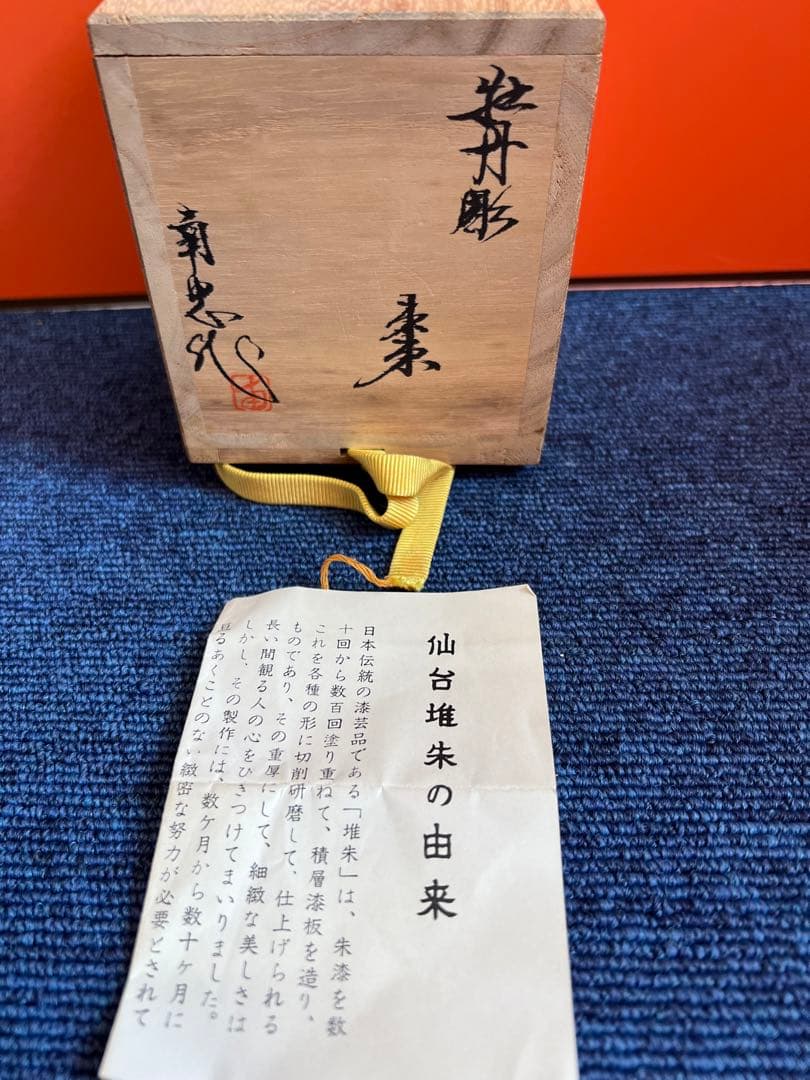 牡丹彫
棗
南忠代
仙台堆朱の由来
日本伝統の漆芸品である「堆朱」は、朱漆を数
十回から数百回塗り重ねて、積層漆板を造り、
これを各種の形に切削研磨して、仕上げられる
ものであり、その重厚にして、細緻な美しさは
長い間観る人の心をひきつけてまいりました。
しかし、その製作には、数ケ月から数十ケ月に
亘るあくことのない緻密な努力が必要とされて